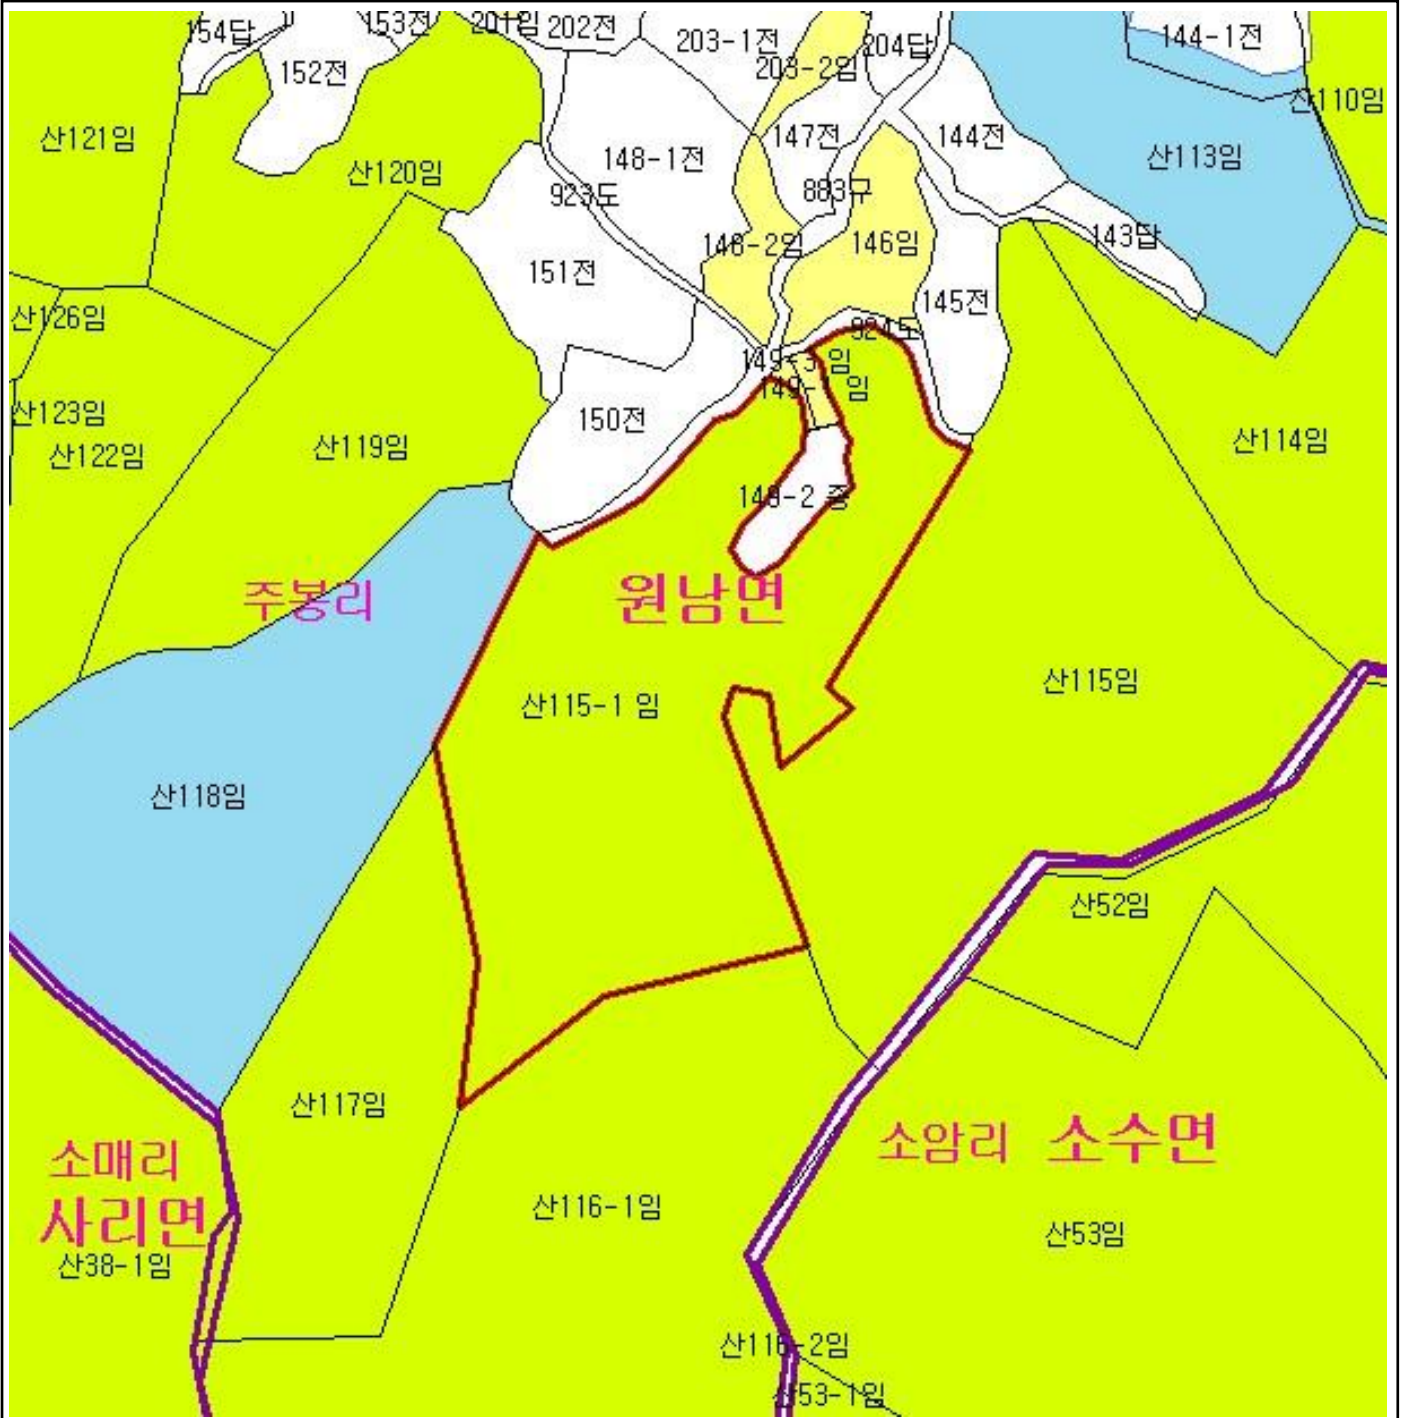 154답
153전
201임
202전
203-1전
204답
144-1전
152전
203-2임
산110임
산121임
147전
144전
148-1전
산113임
산120임
923도
883규
148-2임
146임
143답
151전
145전
산126임
924도
149-3 임
산123임
150전
산119임
산114임
산122임
주봉리
원남면
산115임
산115-1 임
산118임
산52임
산117임
소암리 소수면
소매리
산116-1임
사리면
산53임
산38-1임
산116-2임
산53-1임